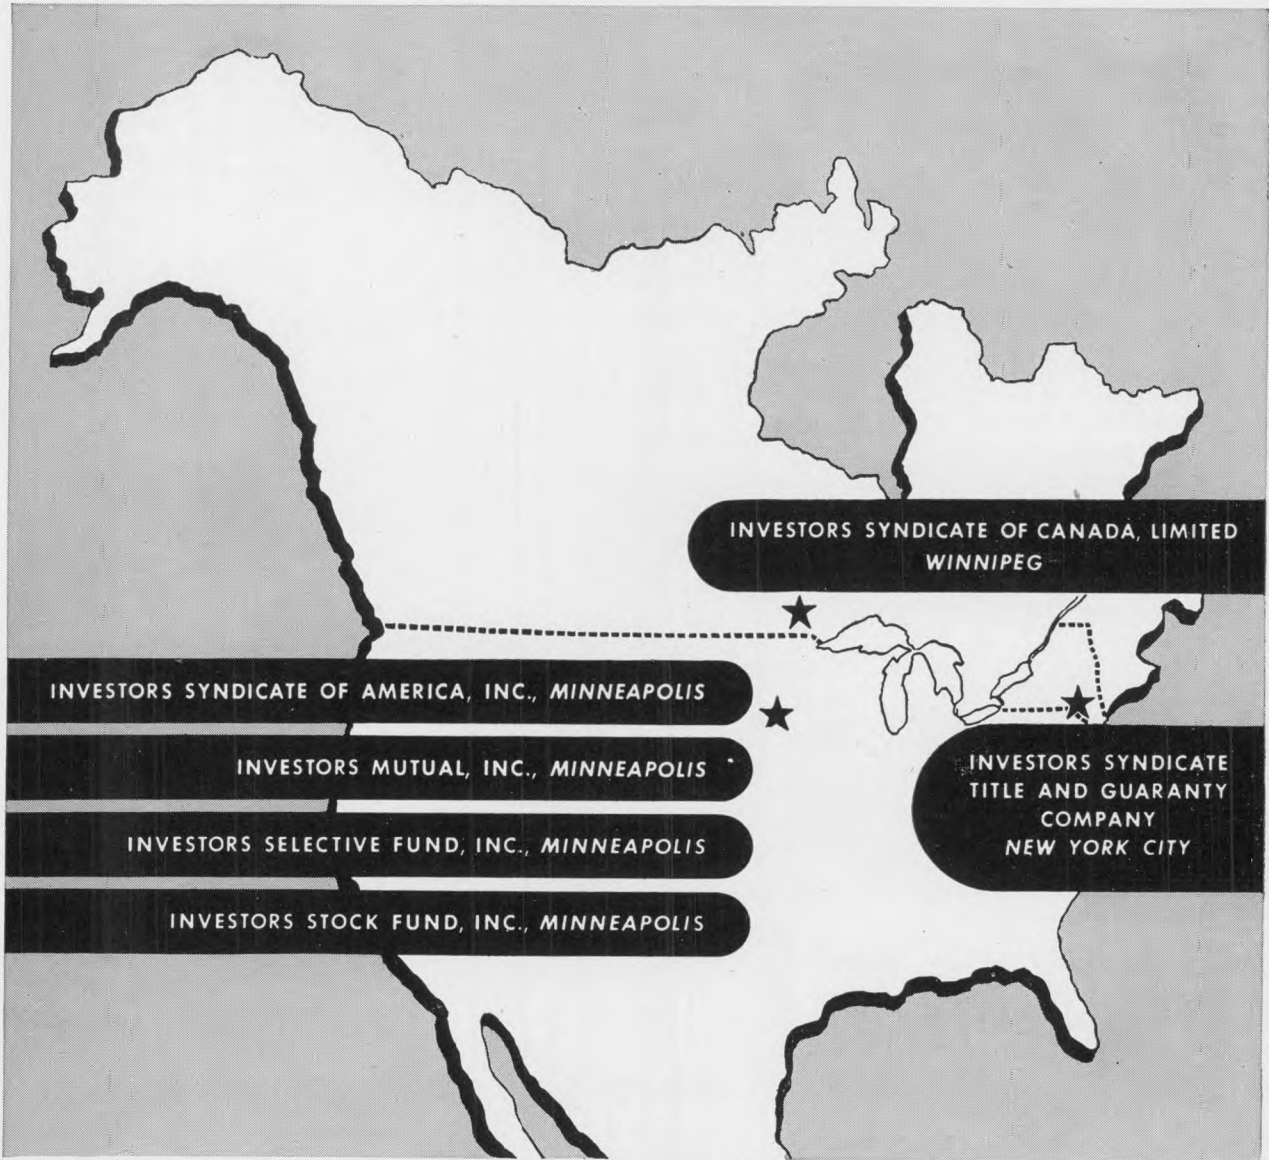 INVESTORS SYNDICATE OF CANADA, LIMITED
WINNIPEG
INVESTORS SYNDICATE OF AMERICA, INC., MINNEAPOLIS
INVESTORS MUTUAL, INC., MINNEAPOLIS
INVESTORS SELECTIVE FUND, INC., MINNEAPOLIS
INVESTORS STOCK FUND, INC., MINNEAPOLIS
INVESTORS SYNDICATE
TITLE AND GUARANTY
COMPANY
NEW YORK CITY